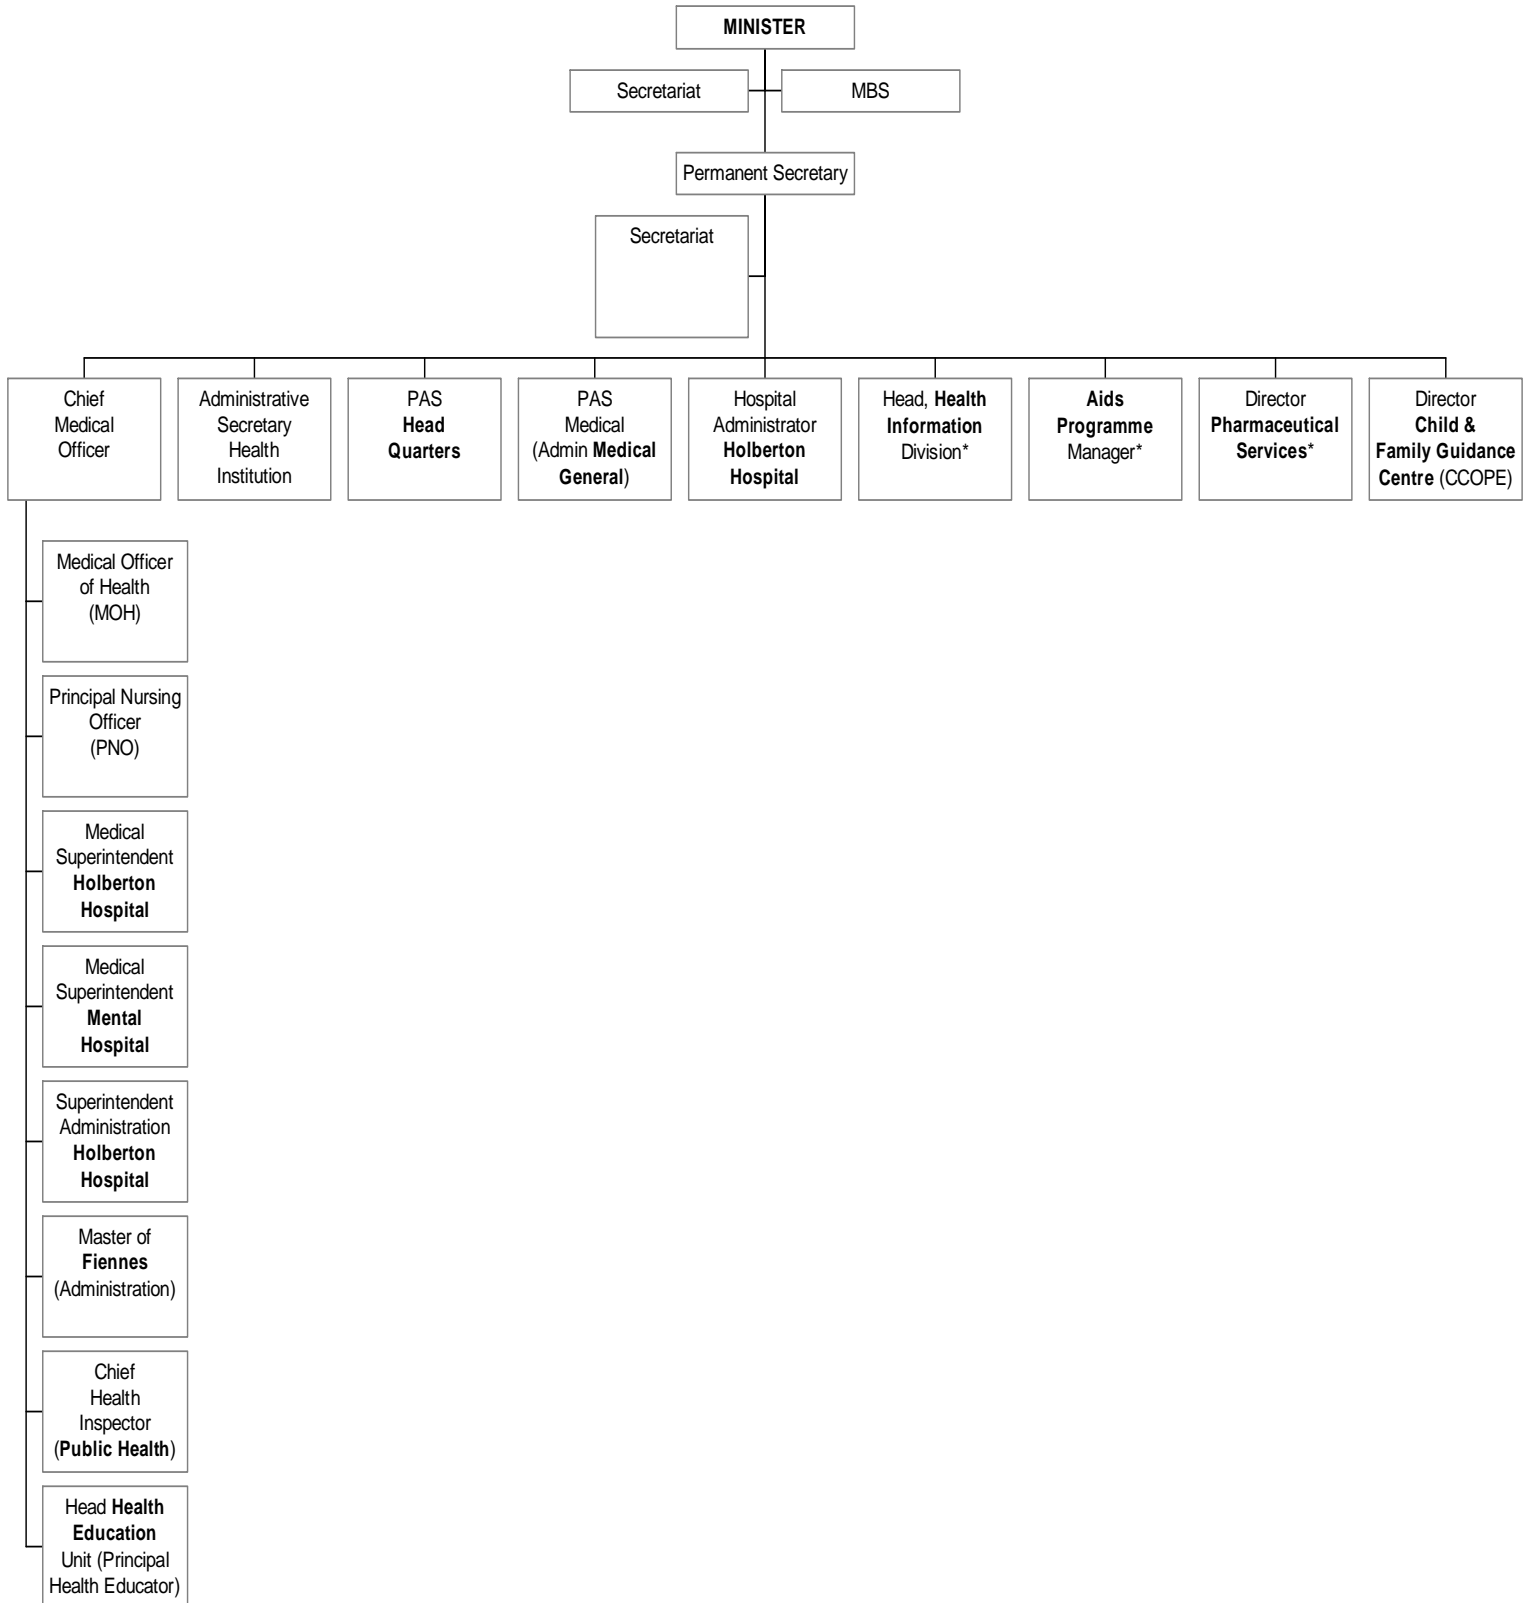 MINISTER
Secretariat
MBS
Permanent Secretary
Secretariat
Chief
Medical
Officer
Administrative
Secretary
Health
Institution
PAS
Head
Quarters
PAS
Medical
(Admin Medical
General)
Hospital
Administrator
Holberton
Hospital
Head, Health
Information
Division*
Aids
Programme
Manager*
Director
Pharmaceutical
Services*
Director
Child &
Family Guidance
Centre (CCOPE)
Medical Officer
of Health
(MOH)
Principal Nursing
Officer
(PNO)
Medical
Superintendent
Holberton
Hospital
Medical
Superintendent
Mental
Hospital
Superintendent
Administration
Holberton
Hospital
Master of
Fiennes
(Administration)
Chief
Health
Inspector
(Public Health)
Head Health
Education
Unit (Principal
Health Educator)